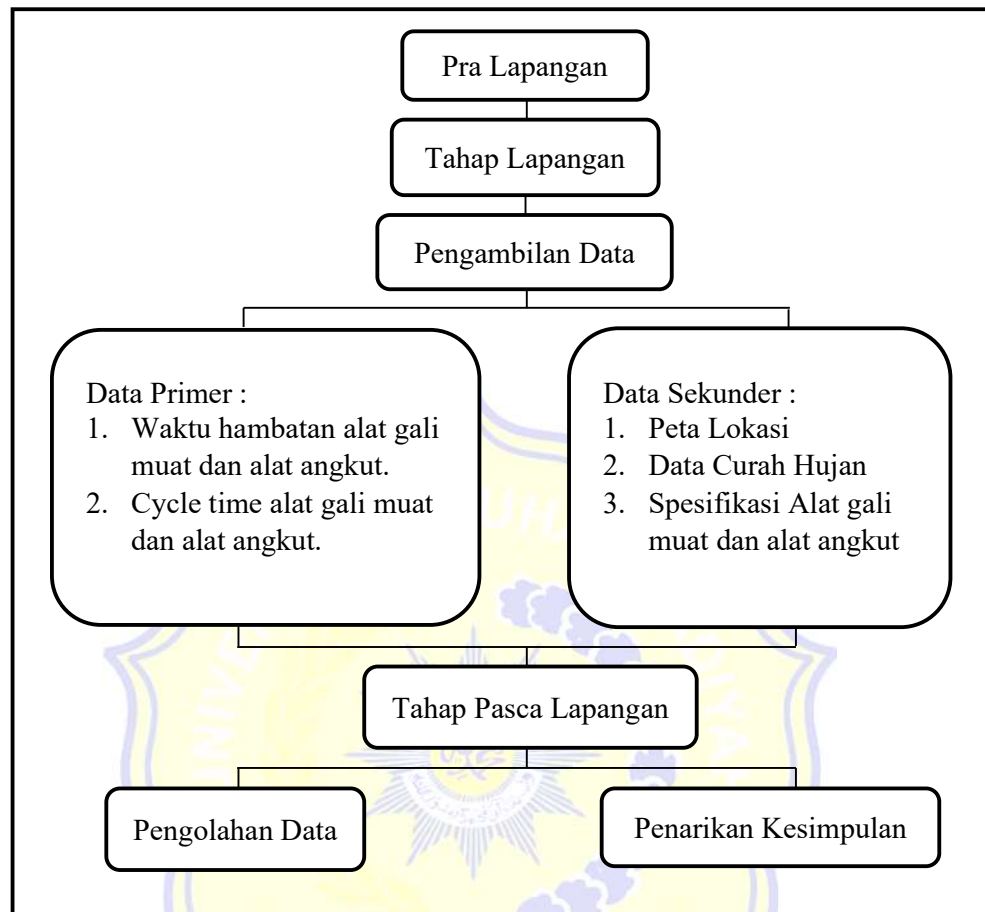 Pra Lapangan
Tahap Lapangan
Pengambilan Data
Data Primer :
1. Waktu hambatan alat gali
muat dan alat angkut.
2. Cycle time alat gali muat
dan alat angkut.
Data Sekunder :
1. Peta Lokasi
2. Data Curah Hujan
3. Spesifikasi Alat gali
muat dan alat angkut
Tahap Pasca Lapangan
Pengolahan Data
Penarikan Kesimpulan